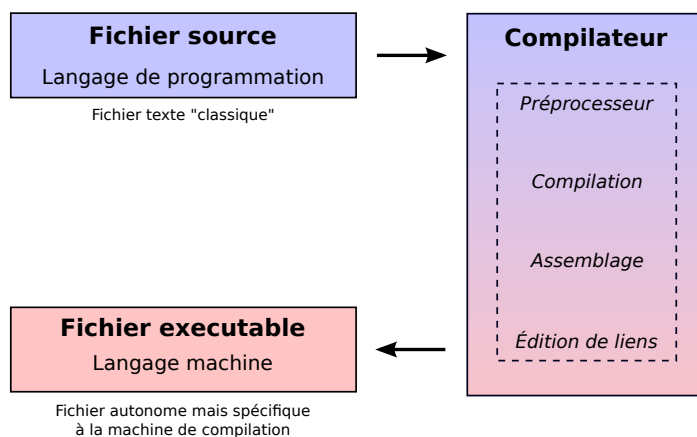 Fichier source
Langage de programmation
Fichier texte "classique"
Compilateur
Préprocesseur
Compilation
Assemblage
Édition de liens
Fichier executable
Langage machine
Fichier autonome mais spécifique
à la machine de compilation